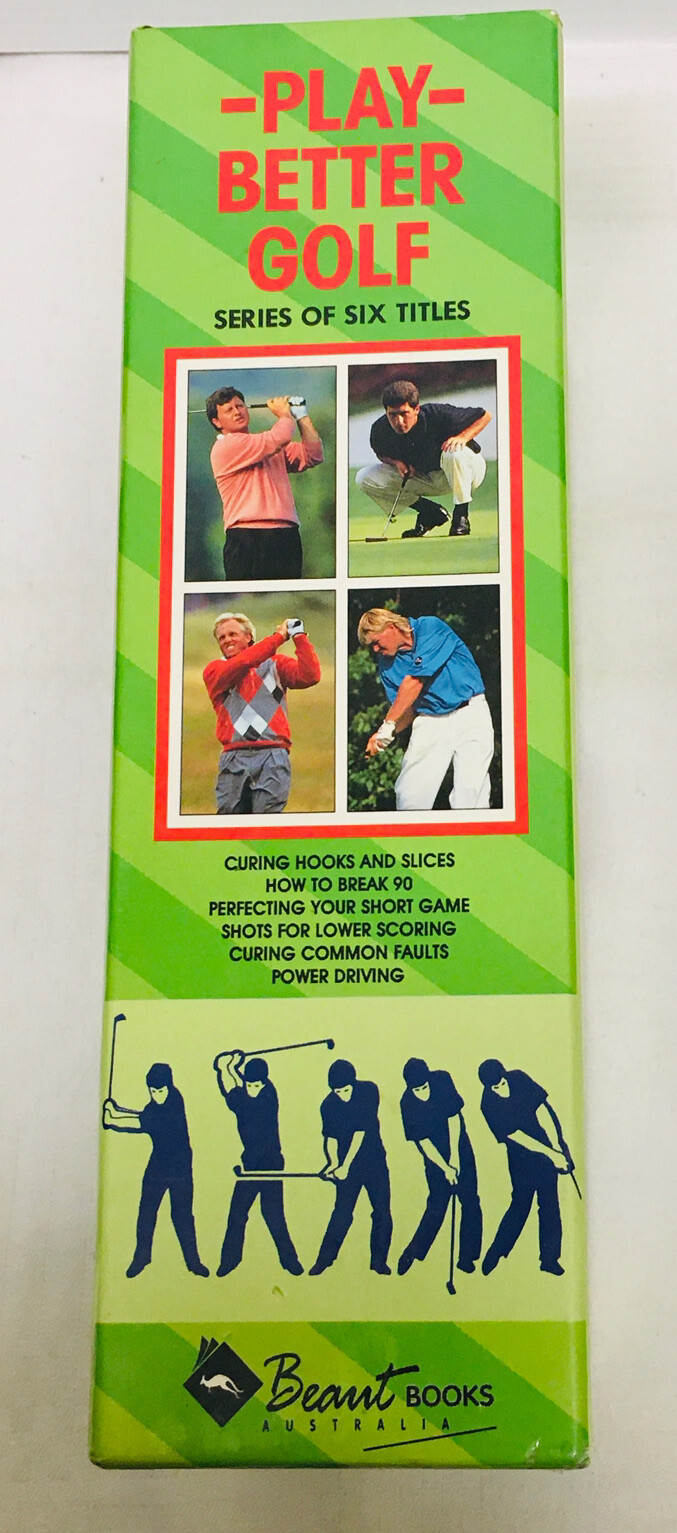 -PLAY-
BETTER
GOLF
SERIES OF SIX TITLES
CURING HOOKS AND SLICES
HOW TO BREAK 90
PERFECTING YOUR SHORT GAME
SHOTS FOR LOWER SCORING
CURING COMMON FAULTS
POWER DRIVING
Beaut BOOKS
AUSTRALIA